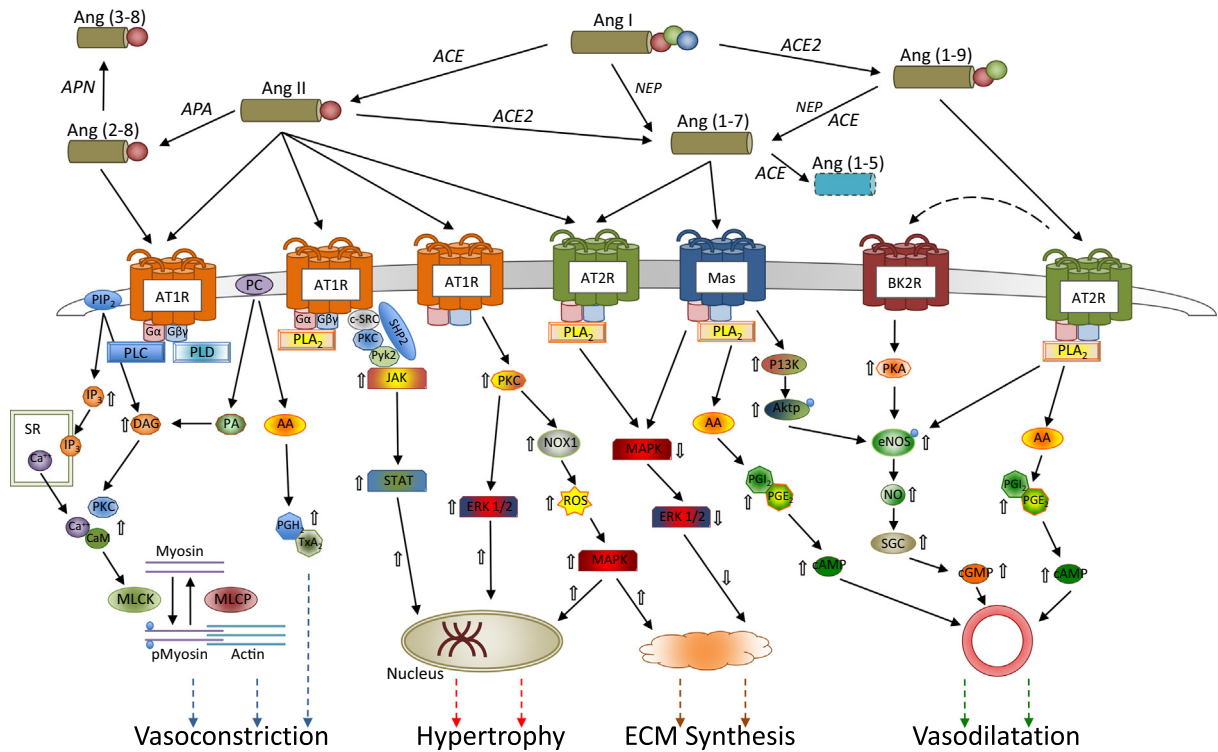 Ang (3-8)
Ang I
ACE
ACE2
Ang (1-9)
APN
Ang II
NEP
APA
ACE2
NEP
ACE
Ang (2-8)
Ang (1-7)
ACE
Ang (1-5)
AT1R
PC
AT1R
AT1R
AT2R
Mas
BK2R
AT2R
PIP2
Gα
Gβγ
Gα
Gβγ
c-SRC
SHP2
PLC
PLD
PLA2
PKC
Pyk2
PLA2
PLA2
PLA2
JAK
PKC
P13K
PKA
IP3
Aktp
SR
IP3
DAG
PA
AA
NOX1
MAPK
AA
eNOS
AA
Ca++
STAT
PGI2
PGE2
PGI2
PGE2
PKC
ROS
NO
Ca++
CaM
PGH2
TxA2
ERK 1/2
ERK 1/2
SGC
Myosin
MAPK
cAMP
cGMP
cAMP
MLCK
MLCP
pMyosin
Actin
Nucleus
Vasoconstriction
Hypertrophy
ECM Synthesis
Vasodilatation